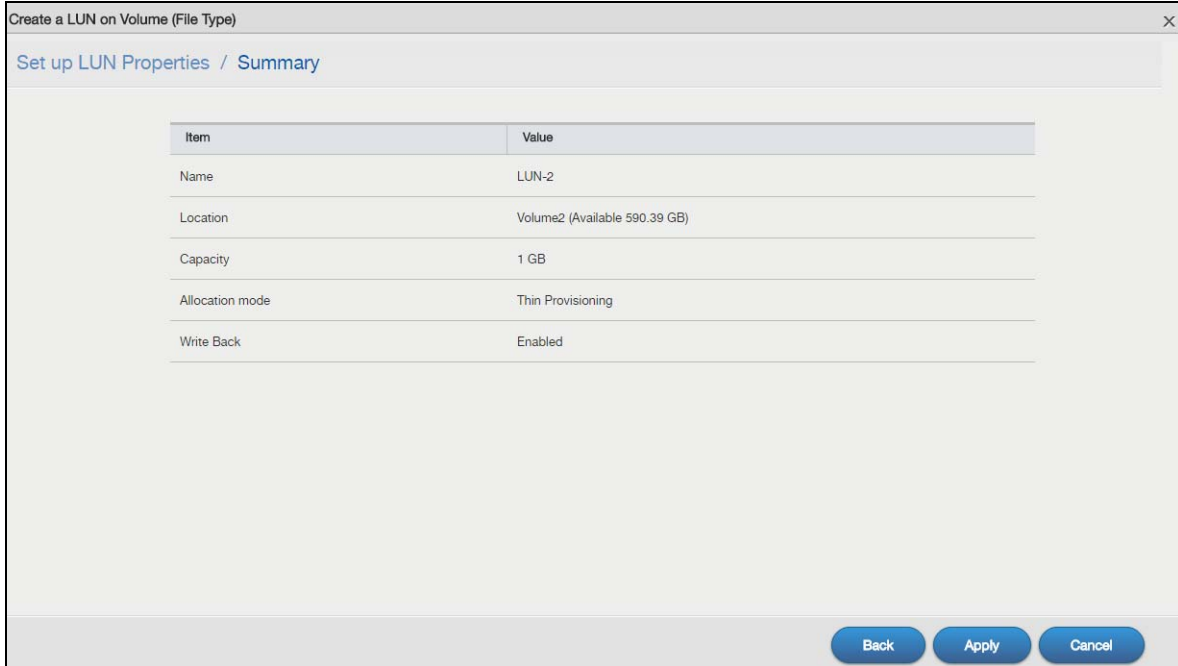 Create a LUN on Volume (File Type)
Set up LUN Properties / Summary
Item Value
Name LUN-2
Location Volume2 (Available 590.39 GB)
Capacity 1 GB
Allocation mode Thin Provisioning
Write Back Enabled
Back Apply Cancel